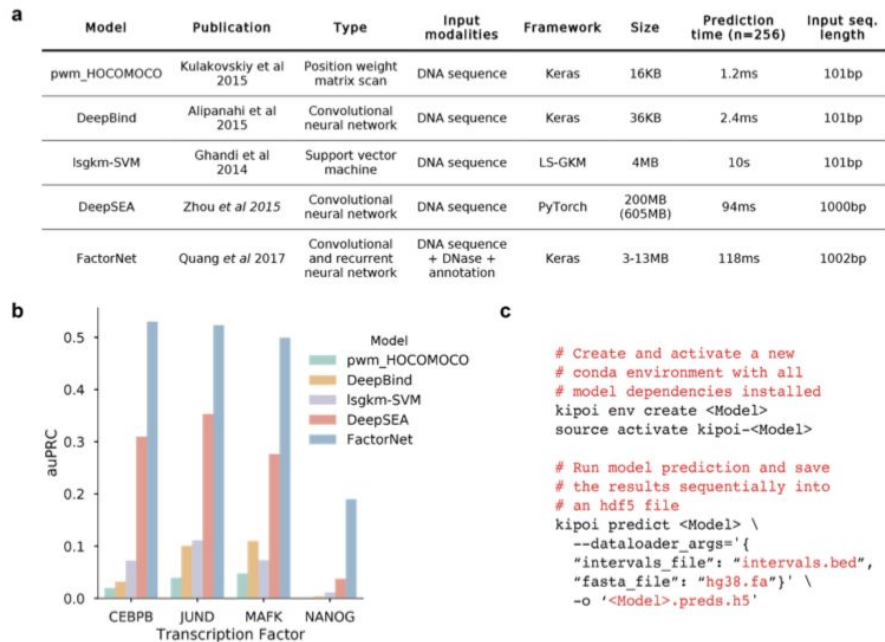 a
Model Publication Type Input modalities Framework Size Prediction time (n=256) Input seq. length
pwm_HOCOMOCO Kulakovskiy et al 2015 Position weight matrix scan DNA sequence Keras 16KB 1.2ms 101bp
DeepBind Alipanahi et al 2015 Convolutional neural network DNA sequence Keras 36KB 2.4ms 101bp
lsgkm-SVM Ghandi et al 2014 Support vector machine DNA sequence LS-GKM 4MB 10s 101bp
DeepSEA Zhou et al 2015 Convolutional neural network DNA sequence PyTorch 200MB (605MB) 94ms 1000bp
FactorNet Quang et al 2017 Convolutional and recurrent neural network DNA sequence + DNase + annotation Keras 3-13MB 118ms 1002bp
b
auPRC
0.5
0.4
0.3
0.2
0.1
0.0
Model
pwm_HOCOMOCO
DeepBind
lsgkm-SVM
DeepSEA
FactorNet
CEBPB JUND MAFK NANOG
Transcription Factor
c
# Create and activate a new
# conda environment with all
# model dependencies installed
kipoi env create <Model>
source activate kipoi-<Model>
# Run model prediction and save
# the results sequentially into
# an hdf5 file
kipoi predict <Model> \
--dataloader_args='{
“intervals_file": “intervals.bed”,
“fasta_file": “hg38.fa”}' \
-o ‘<Model>.preds.h5'